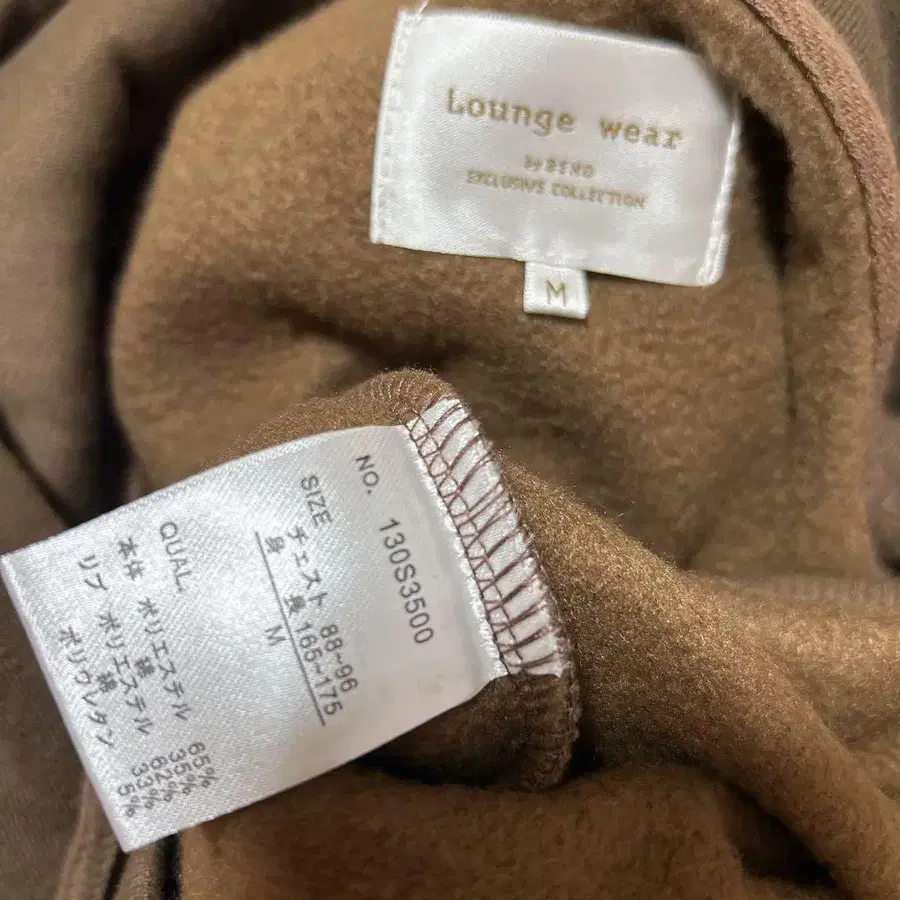 Lounge wear
by
EXCLUSIVE COLLECTION
M
NO. 130S3500
SIZE
チェスト 88~96
身 長 165~175
M
QUAL.
本体 ポリエステル 65%
綿 35%
リブ ポリエステル 62%
綿 33%
ポリウレタン 5%